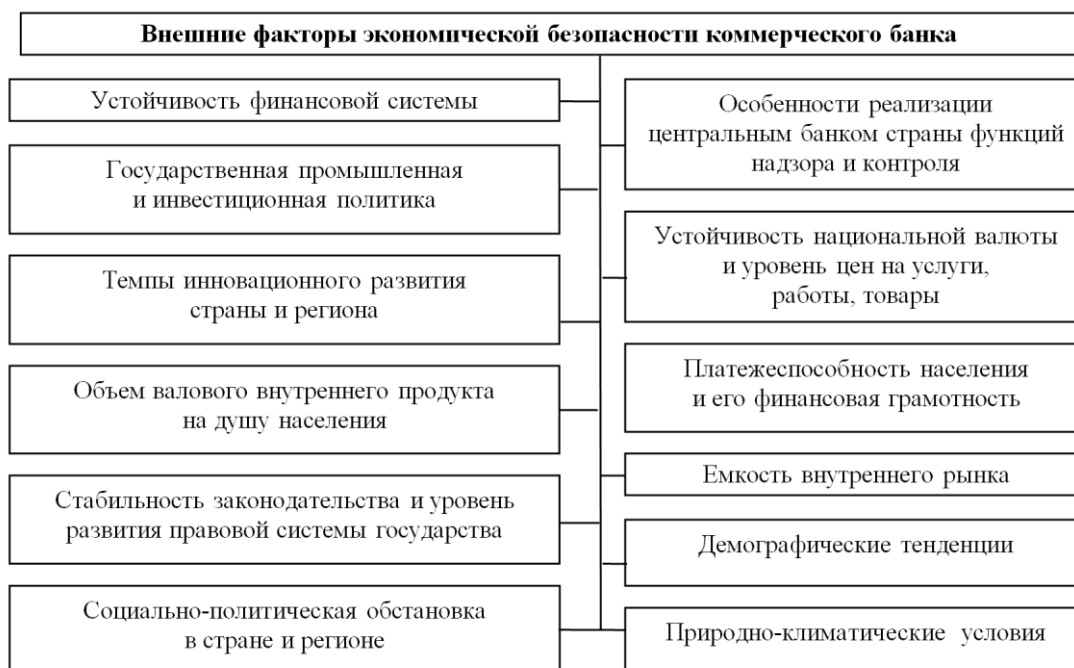 Внешние факторы экономической безопасности коммерческого банка
Устойчивость финансовой системы
Государственная промышленная
и инвестиционная политика
Темпы инновационного развития
страны и региона
Объем валового внутреннего продукта
на душу населения
Стабильность законодательства и уровень
развития правовой системы государства
Социально-политическая обстановка
в стране и регионе
Особенности реализации
центральным банком страны функций
надзора и контроля
Устойчивость национальной валюты
и уровень цен на услуги,
работы, товары
Платежеспособность населения
и его финансовая грамотность
Емкость внутреннего рынка
Демографические тенденции
Природно-климатические условия